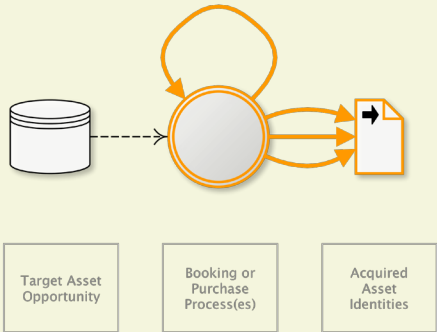 Target Asset
Opportunity
Booking or
Purchase
Process(es)
Acquired
Asset
Identities